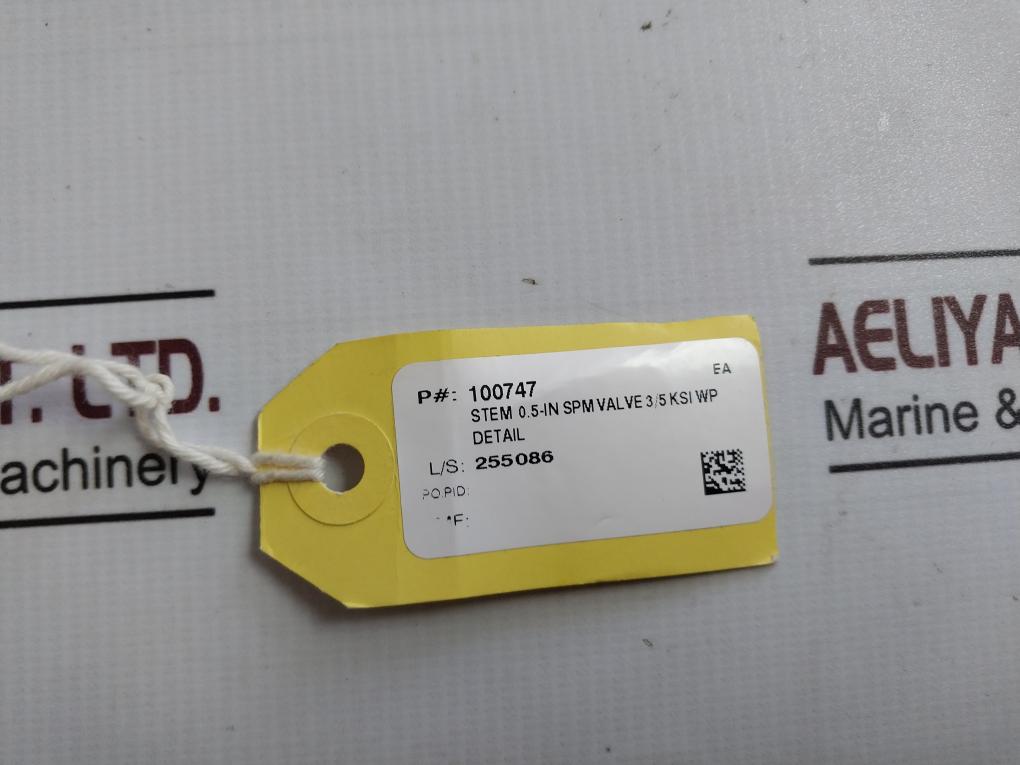 T. LTD.
achinery
AELIYA
Marine &
EA
P#: 100747
STEM 0.5-IN SPM VALVE 3/5 KSI WP
DETAIL
L/S: 255086
PO PID:
*F: